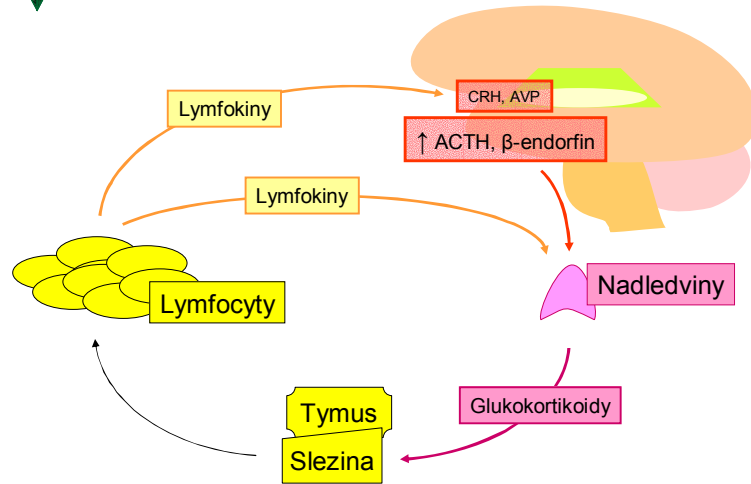 CRH, AVP
Lymfokiny
↑ ACTH, β-endorfin
Lymfokiny
Nadledviny
Lymfocyty
Glukokortikoidy
Tymus
Slezina